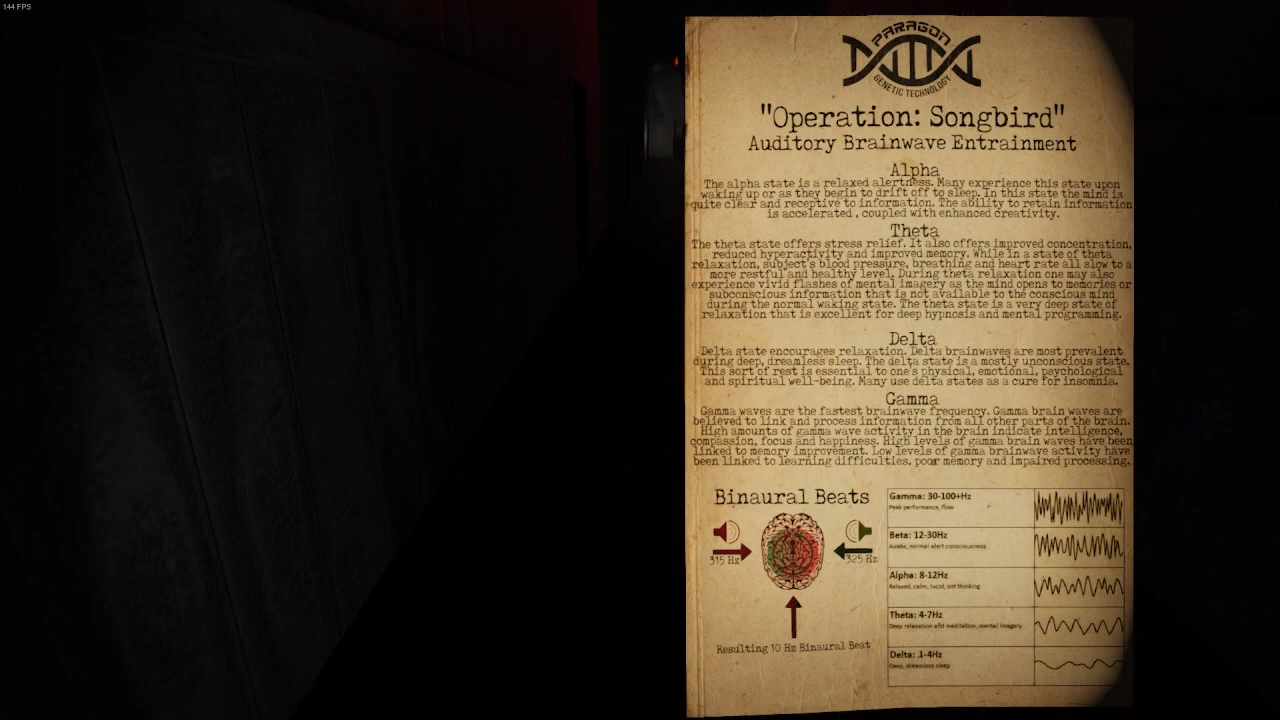 144 FPS
PARAGON
GENETIC TECHNOLOGY
"Operation: Songbird"
Auditory Brainwave Entrainment
Alpha
The alpha state is a relaxed alertness. Many experience this state upon
waking up or as they begin to drift off to sleep. In this state the mind is
quite clear and receptive to information. The ability to retain information
is accelerated , coupled with enhanced creativity.
Theta
The theta state offers stress relief. It also offers improved concentration,
reduced hyperactivity and improved memory. While in a state of theta
relaxation, subject's blood pressure, breathing and heart rate all slow to a
more restful and healthy level. During theta relaxation one may also
experience vivid flashes of mental imagery as the mind opens to memories or
subconscious information that is not available to the conscious mind
during the normal waking state. The theta state is a very deep state of
relaxation that is excellent for deep hypnosis and mental programming.
Delta
Delta state encourages relaxation. Delta brainwaves are most prevalent
during deep, dreamless sleep. The delta state is a mostly unconscious state.
This sort of rest is essential to one's physical, emotional, psychological
and spiritual well-being. Many use delta states as a cure for insomnia.
Gamma
Gamma waves are the fastest brainwave frequency. Gamma brain waves are
believed to link and process information from all other parts of the brain.
High amounts of gamma wave activity in the brain indicate intelligence,
compassion, focus and happiness. High levels of gamma brain waves have been
linked to memory improvement. Low levels of gamma brainwave activity have
been linked to learning difficulties, poor memory and impaired processing.
Binaural Beats
315 Hz
325 Hz
Resulting 10 Hz Binaural Beat
Gamma: 30-100+Hz
Peak performance, flow
Beta: 12-30Hz
Awake, normal alert consciousness
Alpha: 8-12Hz
Relaxed, calm, lucid, not thinking
Theta: 4-7Hz
Deep relaxation and meditation, mental imagery
Delta: .1-4Hz
Deep, dreamless sleep